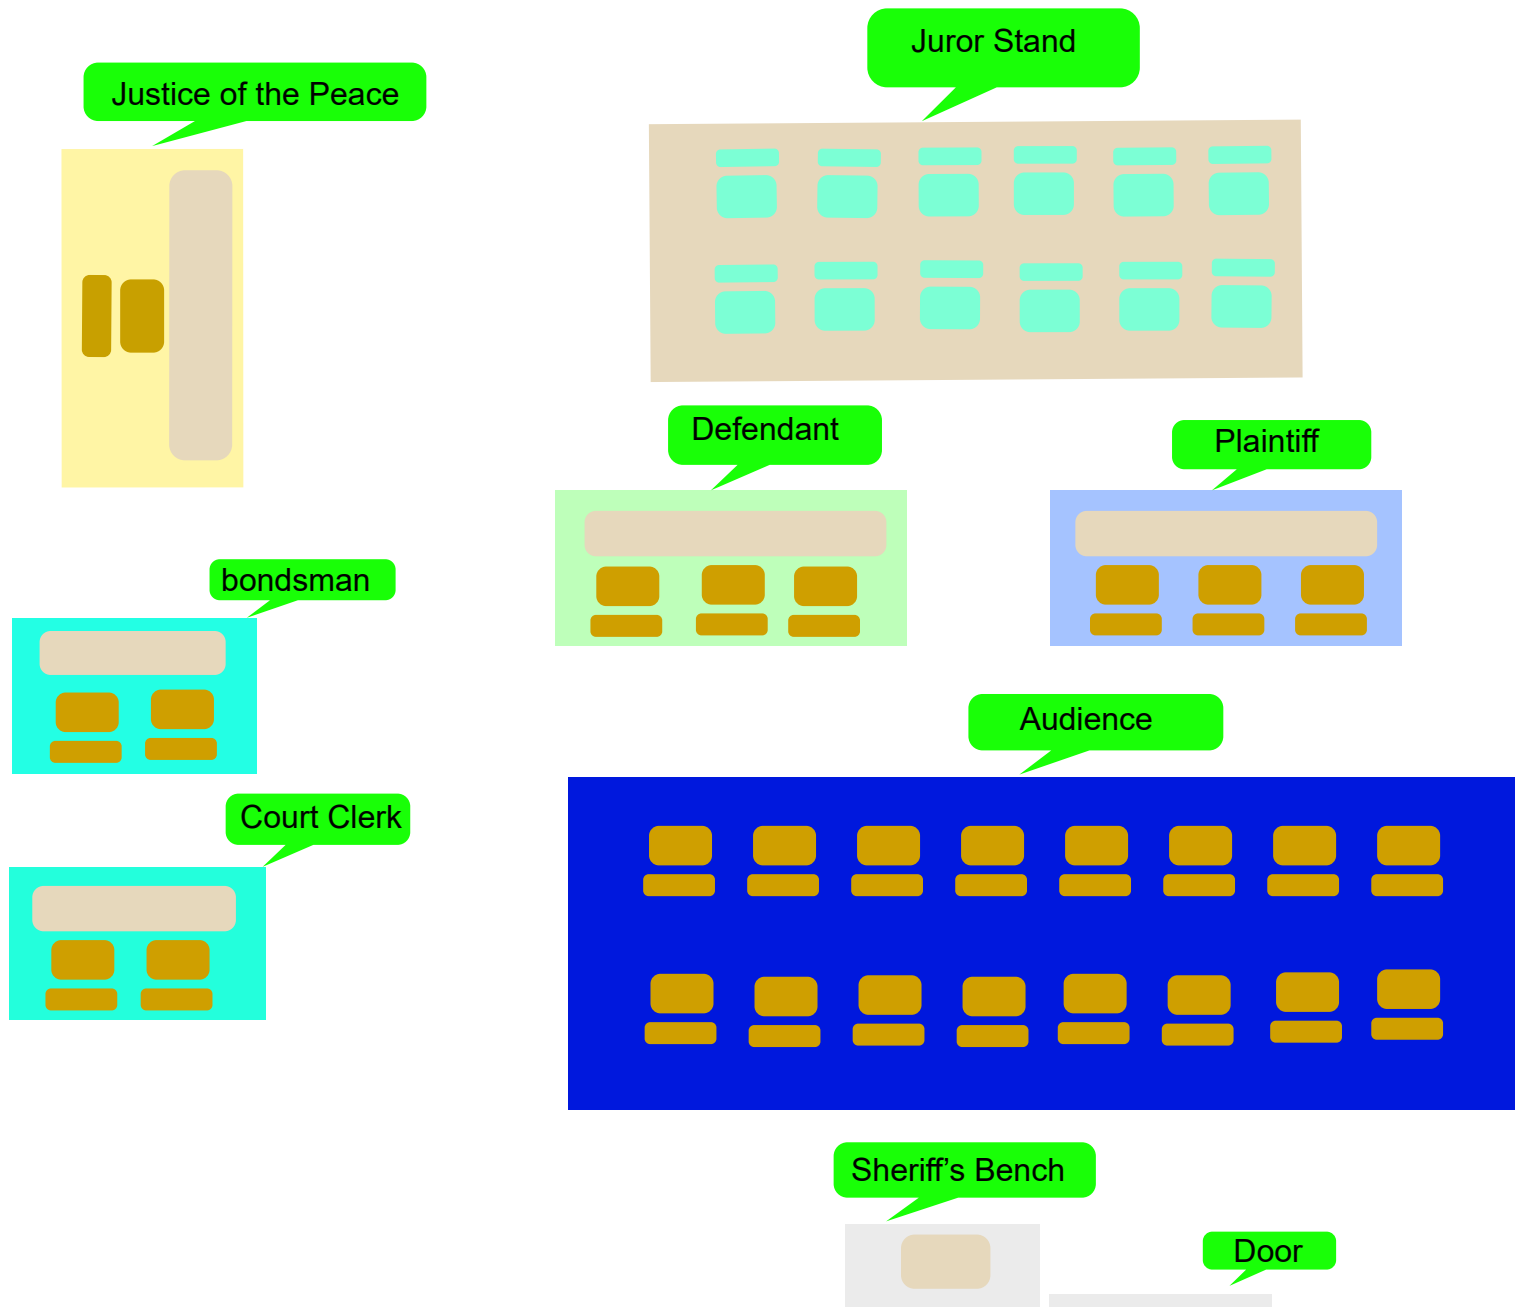 Juror Stand
Justice of the Peace
Defendant
Plaintiff
bondsman
Audience
Court Clerk
Sheriff’s Bench
Door